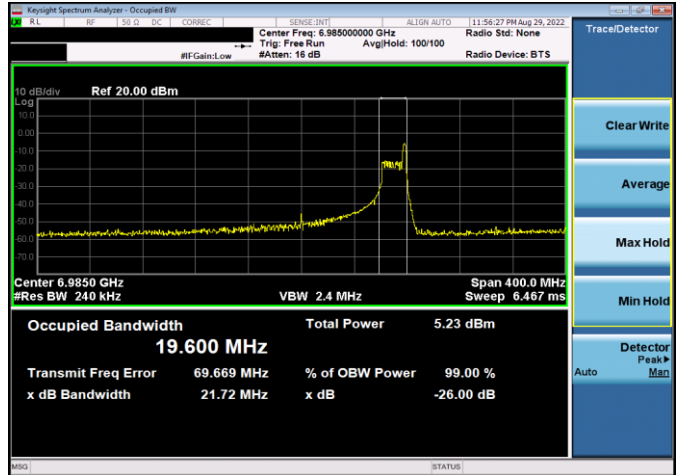 Keysight Spectrum Analyzer - Occupied BW
RL RF 50 Ω DC CORREC SENSE:INT ALIGN AUTO 11:56:27 PM Aug 29, 2022
Center Freq: 6.985000000 GHz Radio Std: None
Trig: Free Run Avg|Hold: 100/100
#IFGain:Low #Atten: 16 dB Radio Device: BTS
Trace/Detector
10 dB/div Ref 20.00 dBm
Log
10.0
0.00
-10.0
-20.0
-30.0
-40.0
-50.0
-60.0
-70.0
Center 6.9850 GHz Span 400.0 MHz
#Res BW 240 kHz VBW 2.4 MHz Sweep 6.467 ms
Occupied Bandwidth Total Power 5.23 dBm
19.600 MHz
Transmit Freq Error 69.669 MHz % of OBW Power 99.00 %
x dB Bandwidth 21.72 MHz x dB -26.00 dB
Clear Write
Average
Max Hold
Min Hold
Detector
Peak▶
Auto Man
MSG STATUS